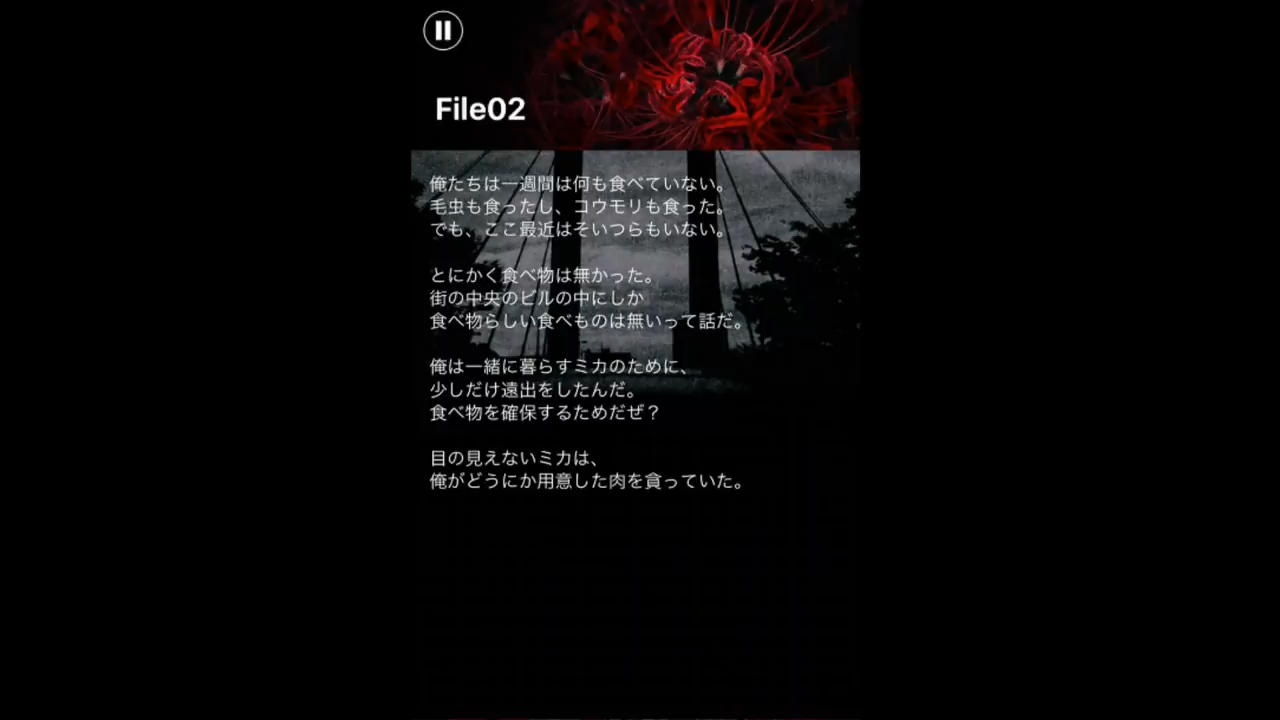 File02
俺たちは一週間は何も食べていない。
毛虫も食ったし、コウモリも食った。
でも、ここ最近はそいつらもいない。
とにかく食べ物は無かった。
街の中央のビルの中にしか
食べ物らしい食べものは無いって話だ。
俺は一緒に暮らすミカのために、
少しだけ遠出をしたんだ。
食べ物を確保するためだぜ？
目の見えないミカは、
俺がどうにか用意した肉を貪っていた。